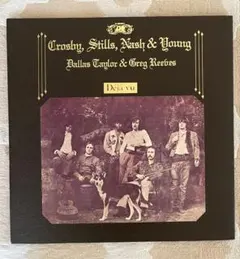 Crosby, Stills, Nash & Young
Dallas Taylor & Greg Reeves
Déjà vu